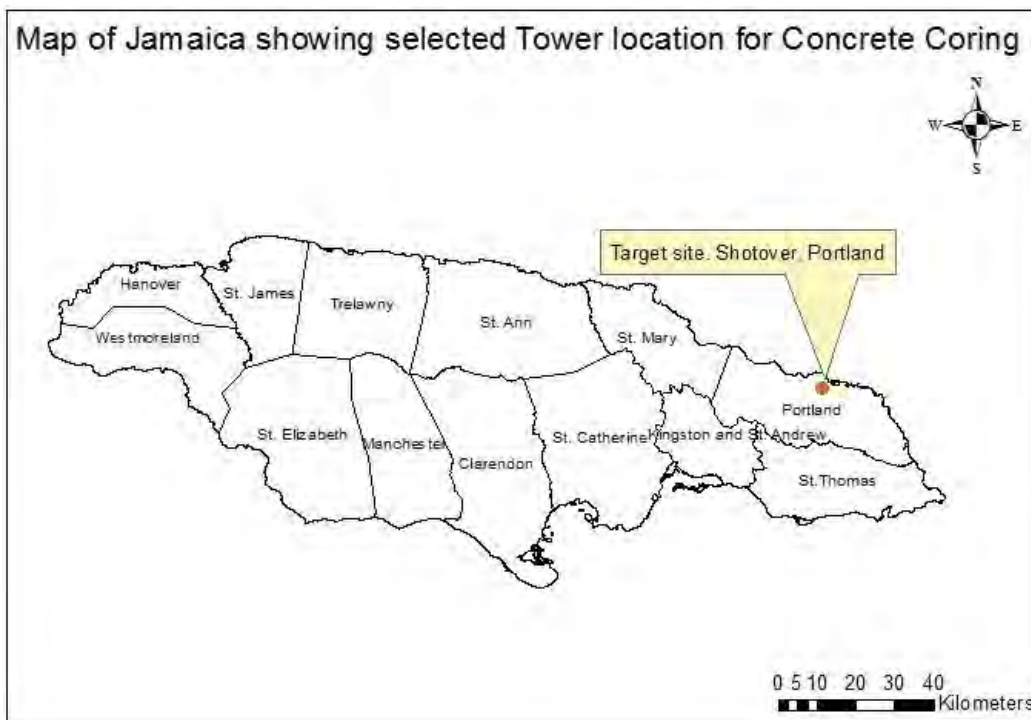 Map of Jamaica showing selected Tower location for Concrete Coring
N
W E
S
Target site. Shotover, Portland
Hanover
St. James
Trelawny
St. Ann
Westmoreland
St. Mary
Portland
St. Elizabeth
Manchester
Clarendon
St. Catherine
Kingston and St. Andrew
St.Thomas
0 5 10 20 30 40
Kilometers